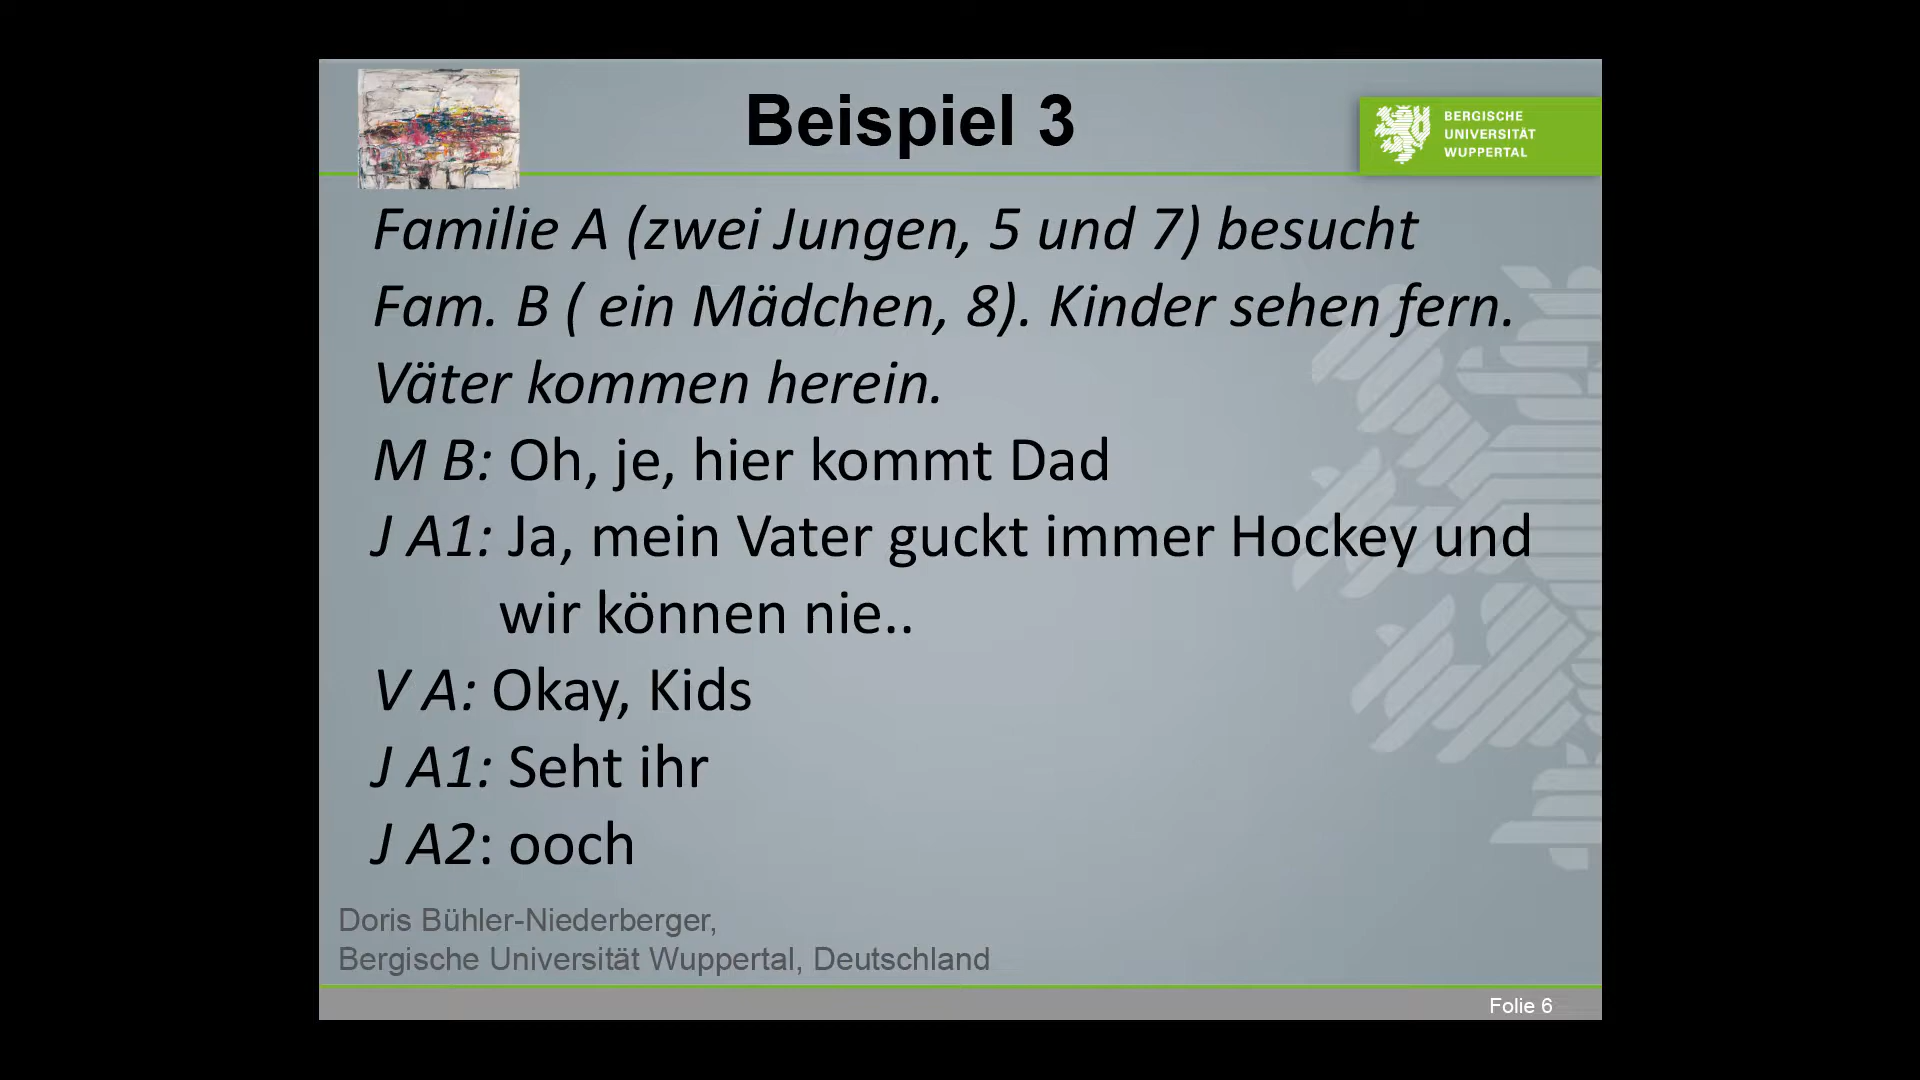 Beispiel 3
BERGISCHE
UNIVERSITÄT
WUPPERTAL
Familie A (zwei Jungen, 5 und 7) besucht
Fam. B ( ein Mädchen, 8). Kinder sehen fern.
Väter kommen herein.
M B: Oh, je, hier kommt Dad
J A1: Ja, mein Vater guckt immer Hockey und
wir können nie..
V A: Okay, Kids
J A1: Seht ihr
J A2: ooch
Doris Bühler-Niederberger,
Bergische Universität Wuppertal, Deutschland
Folie 6